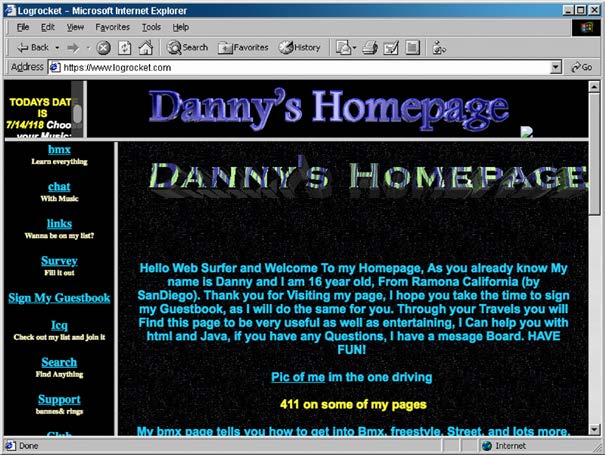 Logrocket - Microsoft Internet Explorer
File Edit View Favorites Tools Help
Back Search Favorites History
Address https://www.logrocket.com Go
TODAYS DATE
IS
7/14/118 Choose
your Music:
Danny's Homepage
bmx
Learn everything
chat
With Music
links
Wanna be on my list?
Survey
Fill it out
Sign My Guestbook
Icq
Check out my list and join it
Search
Find Anything
Support
bannes& rings
Club
DANNY'S HOMEPAGE
Hello Web Surfer and Welcome To my Homepage, As you already know My
name is Danny and I am 16 year old, From Ramona California (by
SanDiego). Thank you for Visiting my page, I hope you take the time to sign
my Guestbook, as I will do the same for you. Through your Travels you will
Find this page to be very useful as well as entertaining, I Can help you with
html and Java, if you have any Questions, I have a mesage Board. HAVE
FUN!
Pic of me im the one driving
411 on some of my pages
My bmx page tells you how to get into Bmx, freestyle, Street, and lots more.
Done Internet